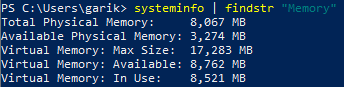 PS C:\Users\garik> systeminfo | findstr "Memory"
Total Physical Memory:     8,067 MB
Available Physical Memory: 3,274 MB
Virtual Memory: Max Size:  17,283 MB
Virtual Memory: Available: 8,762 MB
Virtual Memory: In Use:    8,521 MB